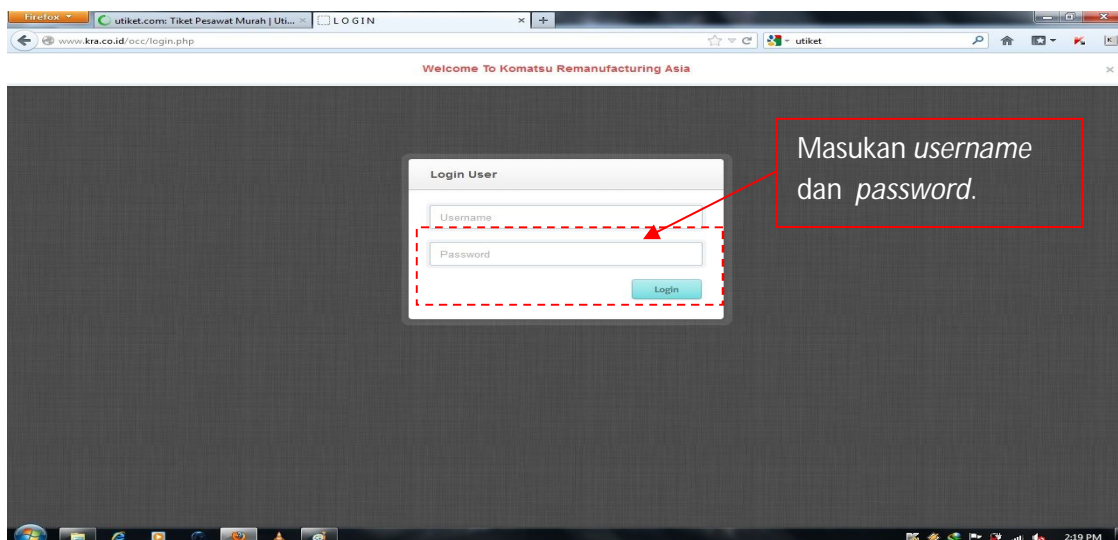 Firefox
utiket.com: Tiket Pesawat Murah | Uti...
L O G I N
www.kra.co.id/occ/login.php
utiket
Welcome To Komatsu Remanufacturing Asia
Masukan username
dan password.
Login User
Username
Password
Login
2:19 PM